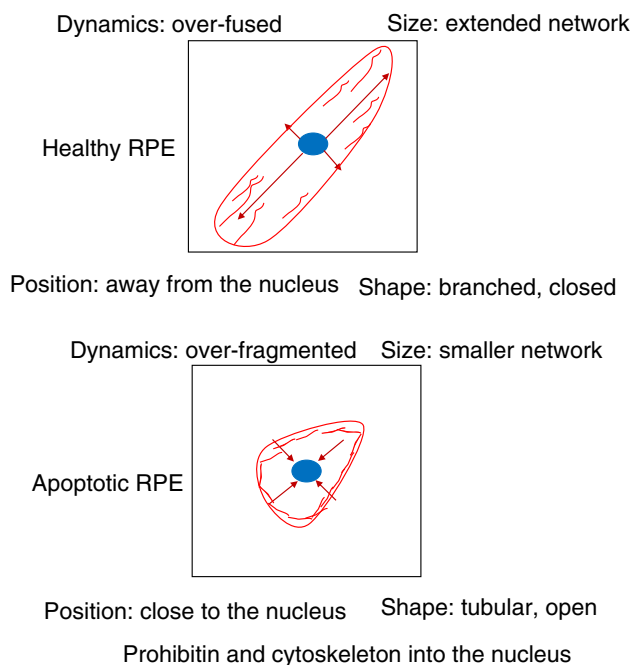 Dynamics: over-fused Size: extended network
Healthy RPE
Position: away from the nucleus Shape: branched, closed
Dynamics: over-fragmented Size: smaller network
Apoptotic RPE
Position: close to the nucleus Shape: tubular, open
Prohibitin and cytoskeleton into the nucleus